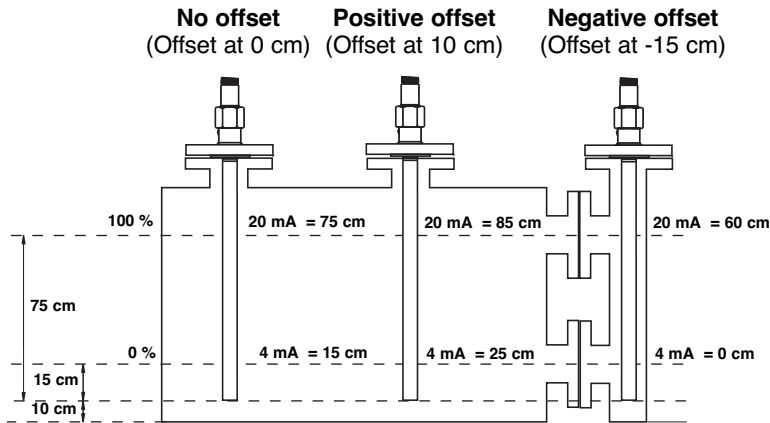 No offset
(Offset at 0 cm)
Positive offset
(Offset at 10 cm)
Negative offset
(Offset at -15 cm)
100 %
20 mA = 75 cm
20 mA = 85 cm
20 mA = 60 cm
75 cm
0 %
4 mA = 15 cm
4 mA = 25 cm
4 mA = 0 cm
15 cm
10 cm